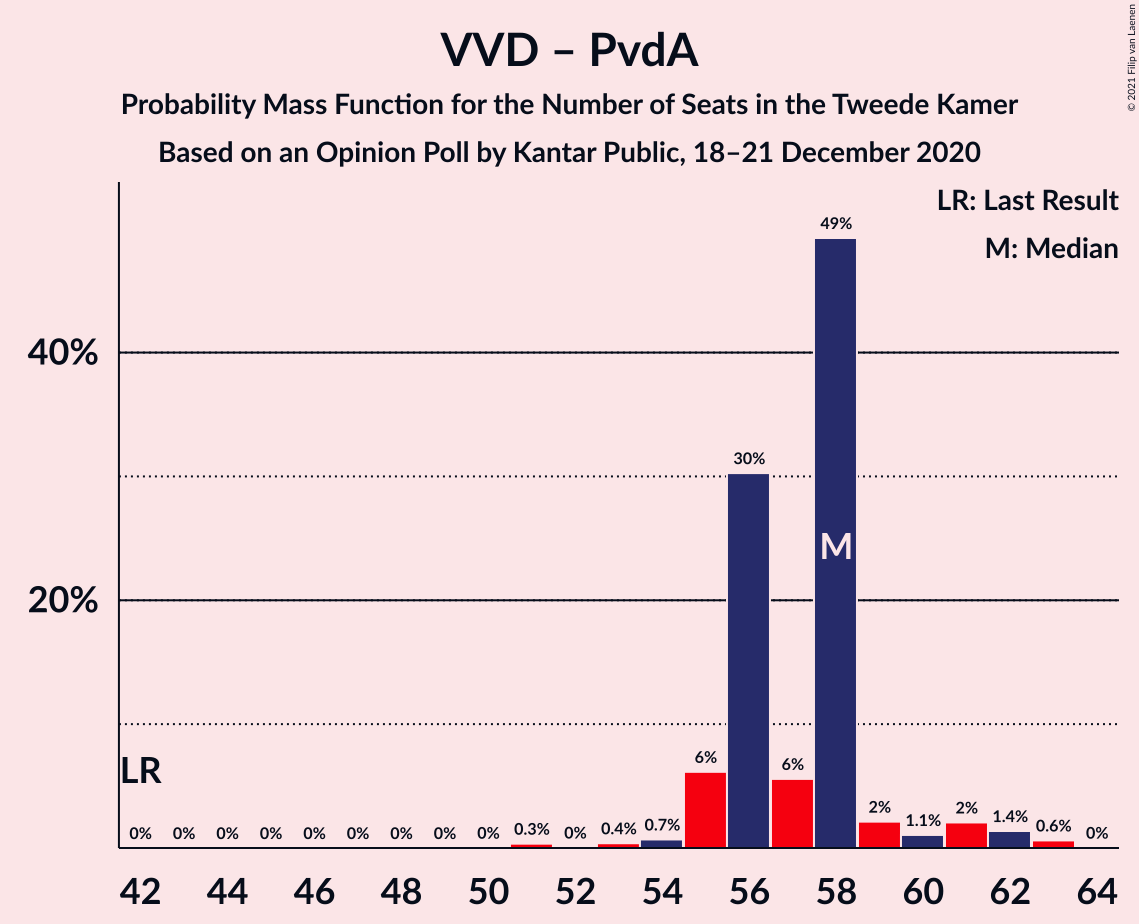 © 2021 Filip van Laenen
VVD – PvdA
Probability Mass Function for the Number of Seats in the Tweede Kamer
Based on an Opinion Poll by Kantar Public, 18–21 December 2020
LR: Last Result
M: Median
40%
20%
LR
M
0% 0% 0% 0% 0% 0% 0% 0% 0% 0.3% 0% 0.4% 0.7% 6% 30% 6% 49% 2% 1.1% 2% 1.4% 0.6% 0%
42 44 46 48 50 52 54 56 58 60 62 64